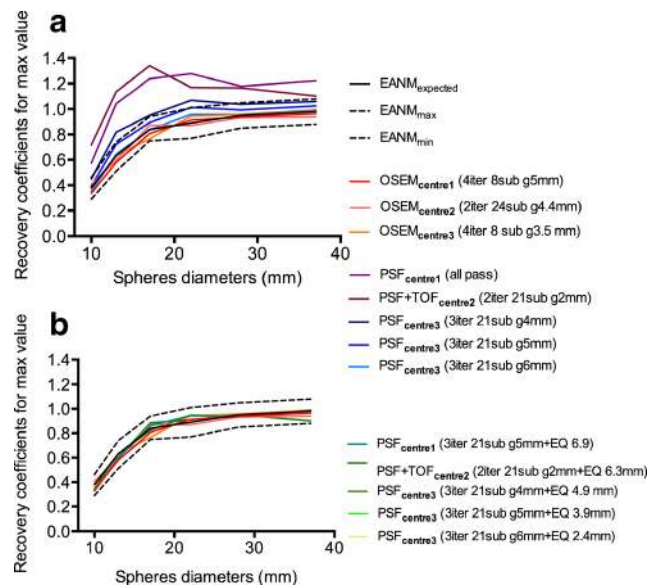 a
Recovery coefficients for max value
1.4
1.2
1.0
0.8
0.6
0.4
0.2
0.0
10
20
30
40
Spheres diameters (mm)
EANMexpected
EANMmax
EANMmin
OSEMcentre1 (4iter 8sub g5mm)
OSEMcentre2 (2iter 24sub g4.4mm)
OSEMcentre3 (4iter 8 sub g3.5 mm)
PSFcentre1 (all pass)
PSF+TOFcentre2 (2iter 21sub g2mm)
PSFcentre3 (3iter 21sub g4mm)
PSFcentre3 (3iter 21sub g5mm)
PSFcentre3 (3iter 21sub g6mm)
b
Recovery coefficients for max value
1.4
1.2
1.0
0.8
0.6
0.4
0.2
0.0
10
20
30
40
Spheres diameters (mm)
PSFcentre1 (3iter 21sub g5mm+EQ 6.9)
PSF+TOFcentre2 (2iter 21sub g2mm+EQ 6.3mm)
PSFcentre3 (3iter 21sub g4mm+EQ 4.9 mm)
PSFcentre3 (3iter 21sub g5mm+EQ 3.9mm)
PSFcentre3 (3iter 21sub g6mm+EQ 2.4mm)